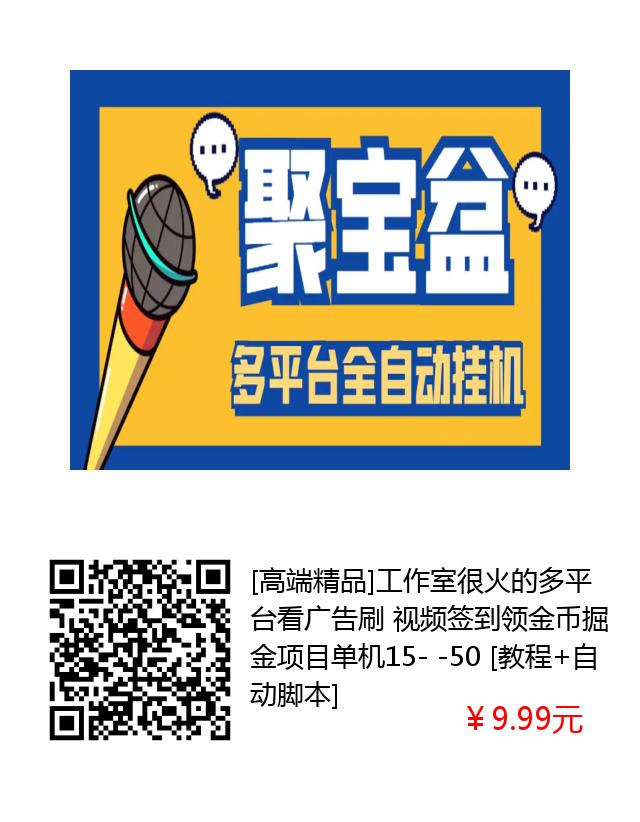 聚宝盆
多平台全自动挂机
[高端精品]工作室很火的多平
台看广告刷 视频签到领金币掘
金项目单机15- -50 [教程+自
动脚本]
￥9.99元